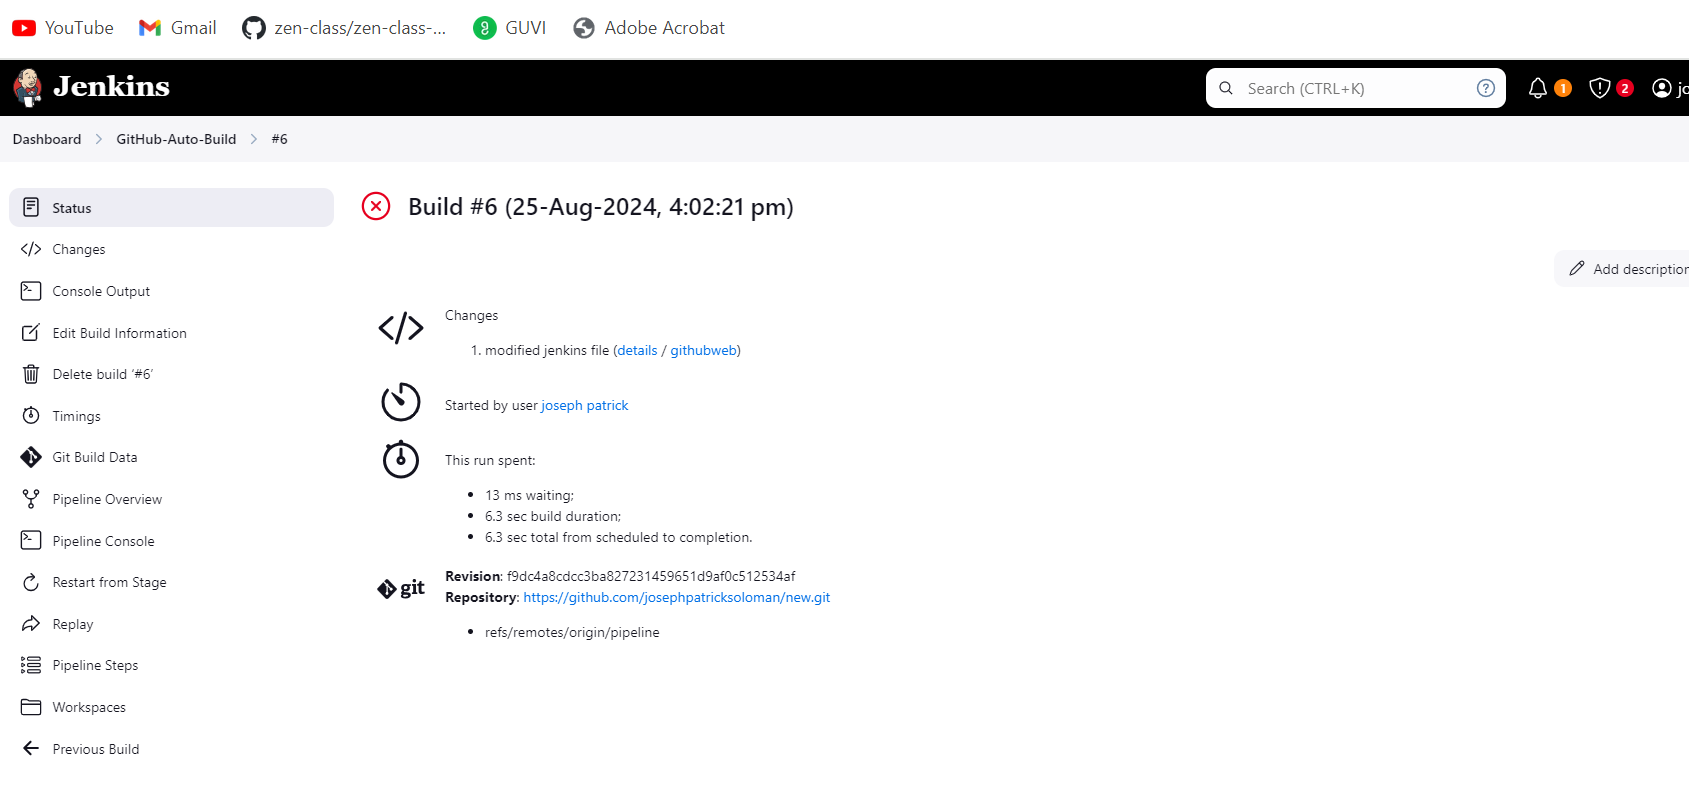 YouTube Gmail zen-class/zen-class-... GUVI Adobe Acrobat
Jenkins Search (CTRL+K) ? 1 2 jo
Dashboard GitHub-Auto-Build #6
Status
Changes
Console Output
Edit Build Information
Delete build ‘#6’
Timings
Git Build Data
Pipeline Overview
Pipeline Console
Restart from Stage
Replay
Pipeline Steps
Workspaces
Previous Build
Build #6 (25-Aug-2024, 4:02:21 pm)
Add description
Changes
1. modified jenkins file (details / githubweb)
Started by user joseph patrick
This run spent:
13 ms waiting;
6.3 sec build duration;
6.3 sec total from scheduled to completion.
git
Revision: f9dc4a8cdcc3ba827231459651d9af0c512534af
Repository: https://github.com/josephpatricksoloman/new.git
refs/remotes/origin/pipeline